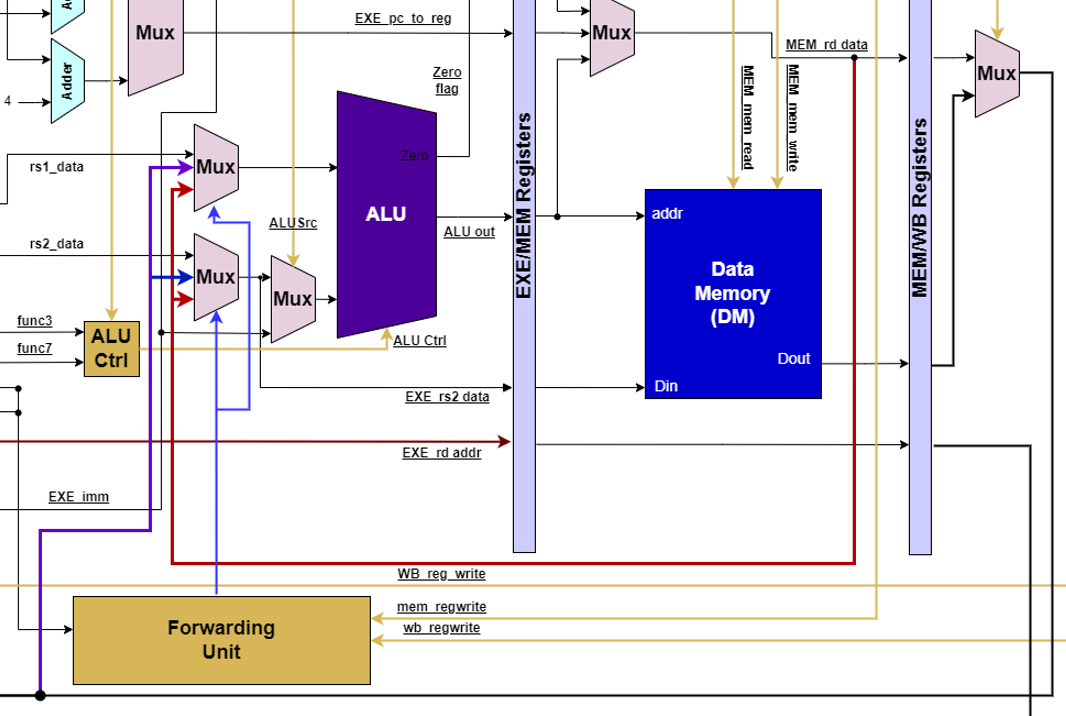 EXE_pc_to_reg
Mux
Mux
MEM_rd data
Mux
Adder
4
Zero
flag
MEM_mem_read
MEM_mem_write
Zero
rs1_data
Mux
ALU
ALUSrc
ALU out
addr
EXE/MEM Registers
MEM/WB Registers
rs2_data
Mux
Mux
Data
Memory
(DM)
func3
func7
ALU
Ctrl
ALU Ctrl
Dout
Din
EXE_rs2 data
EXE_rd addr
EXE_imm
WB_reg_write
mem_regwrite
wb_regwrite
Forwarding
Unit